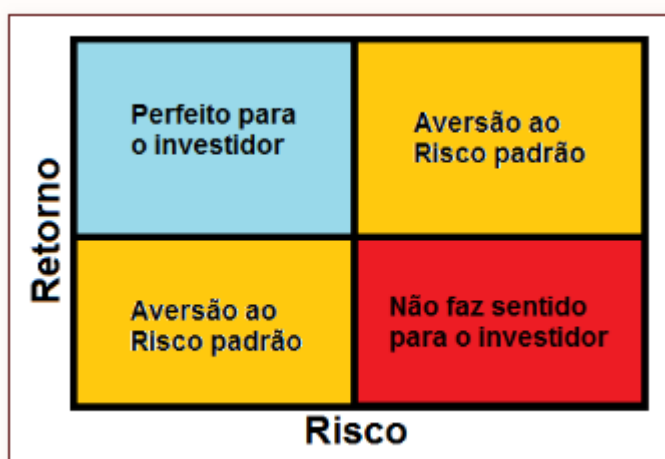 Retorno
Perfeito para
o investidor
Aversão ao
Risco padrão
Aversão ao
Risco padrão
Não faz sentido
para o investidor
Risco